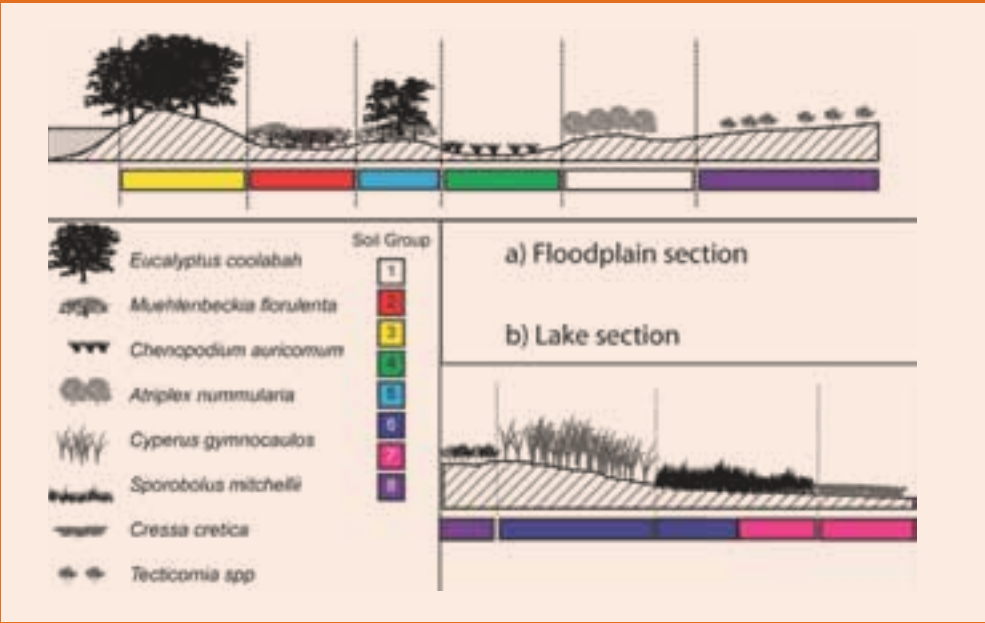 Eucalyptus coolabah
Muehlenbeckia florulenta
Chenopodium auricomum
Atriplex nummularia
Cyperus gymnocaulos
Sporobolus mitchellii
Cressa cretica
Tecticornia spp
Soil Group
1
2
3
4
5
6
7
8
a) Floodplain section
b) Lake section